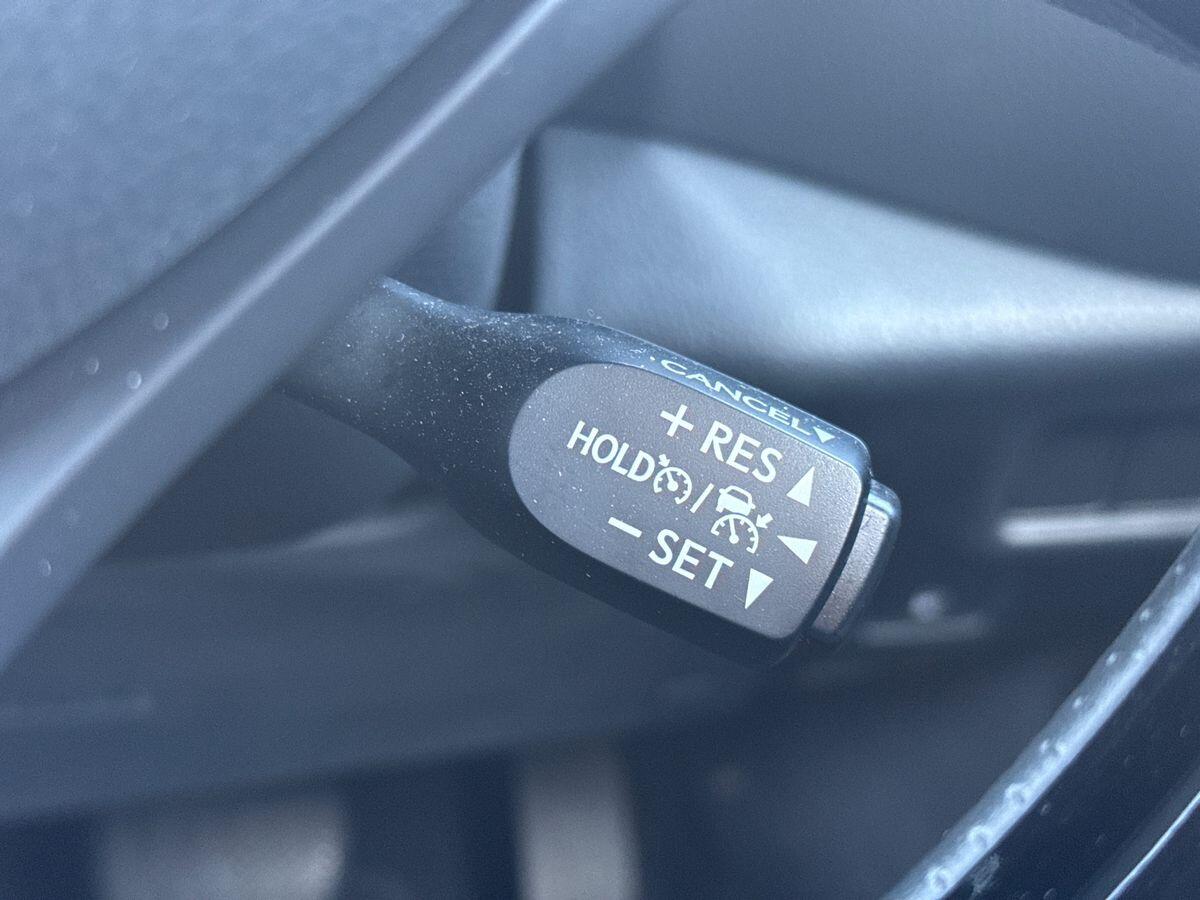 CANCEL
+ RES
HOLD /
− SET